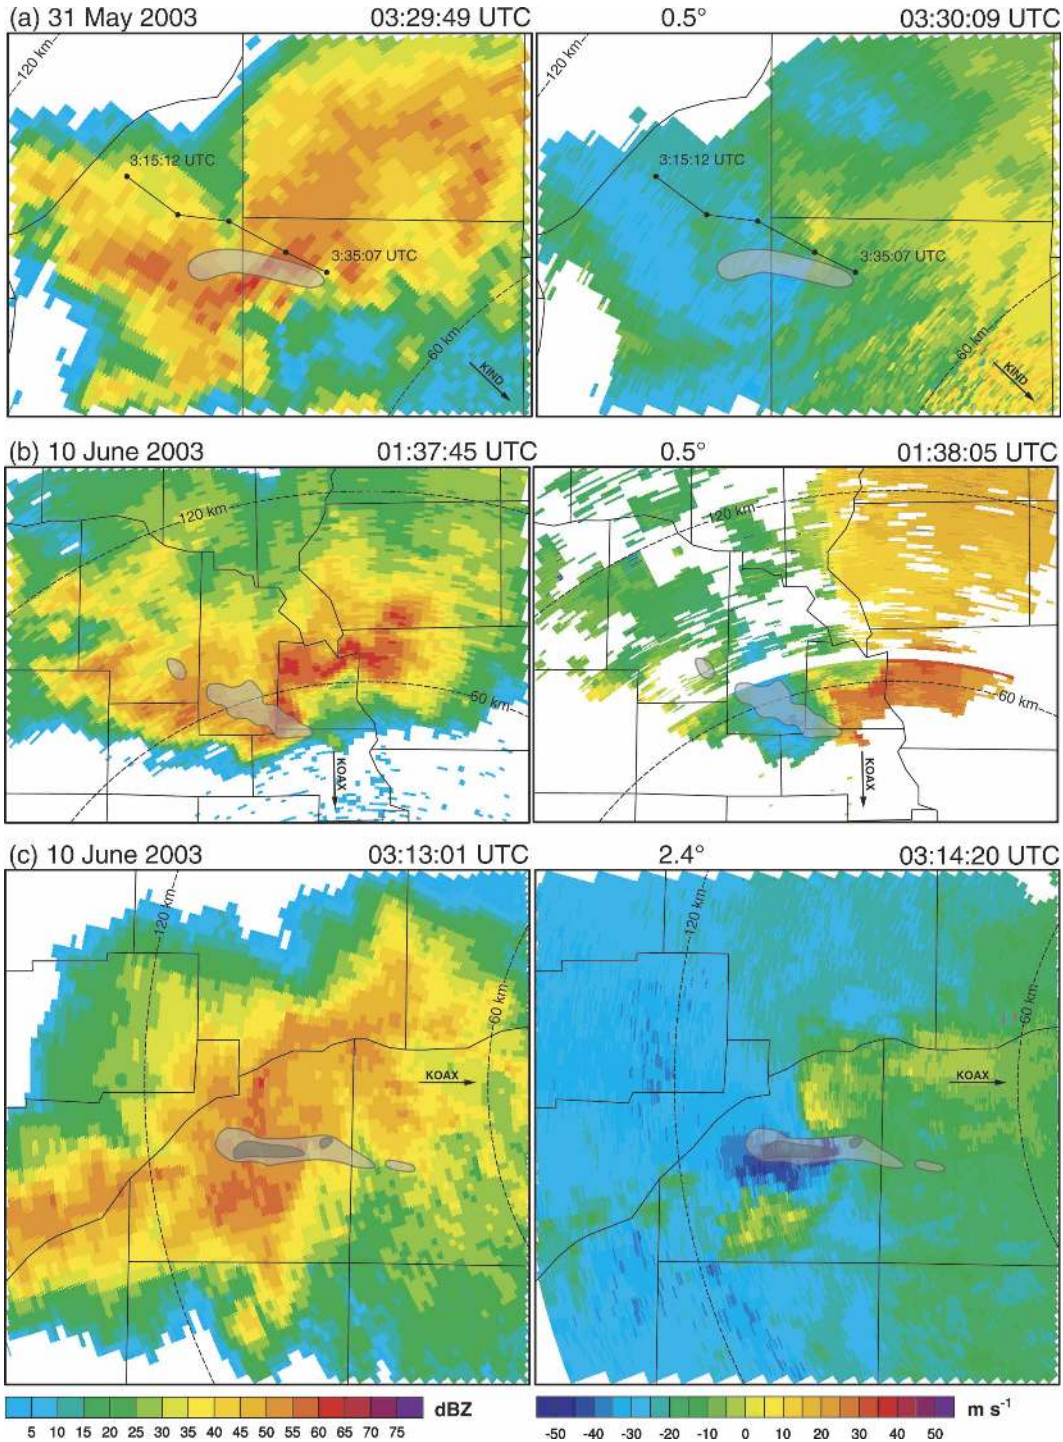 (a) 31 May 2003 03:29:49 UTC 0.5° 03:30:09 UTC
120 km 120 km
3:15:12 UTC 3:15:12 UTC
3:35:07 UTC 3:35:07 UTC
60 km 60 km
KIND KIND
(b) 10 June 2003 01:37:45 UTC 0.5° 01:38:05 UTC
120 km 120 km
60 km 60 km
KOAX KOAX
(c) 10 June 2003 03:13:01 UTC 2.4° 03:14:20 UTC
120 km 120 km
60 km 60 km
KOAX KOAX
dBZ m s-1
5 10 15 20 25 30 35 40 45 50 55 60 65 70 75 -50 -40 -30 -20 -10 0 10 20 30 40 50